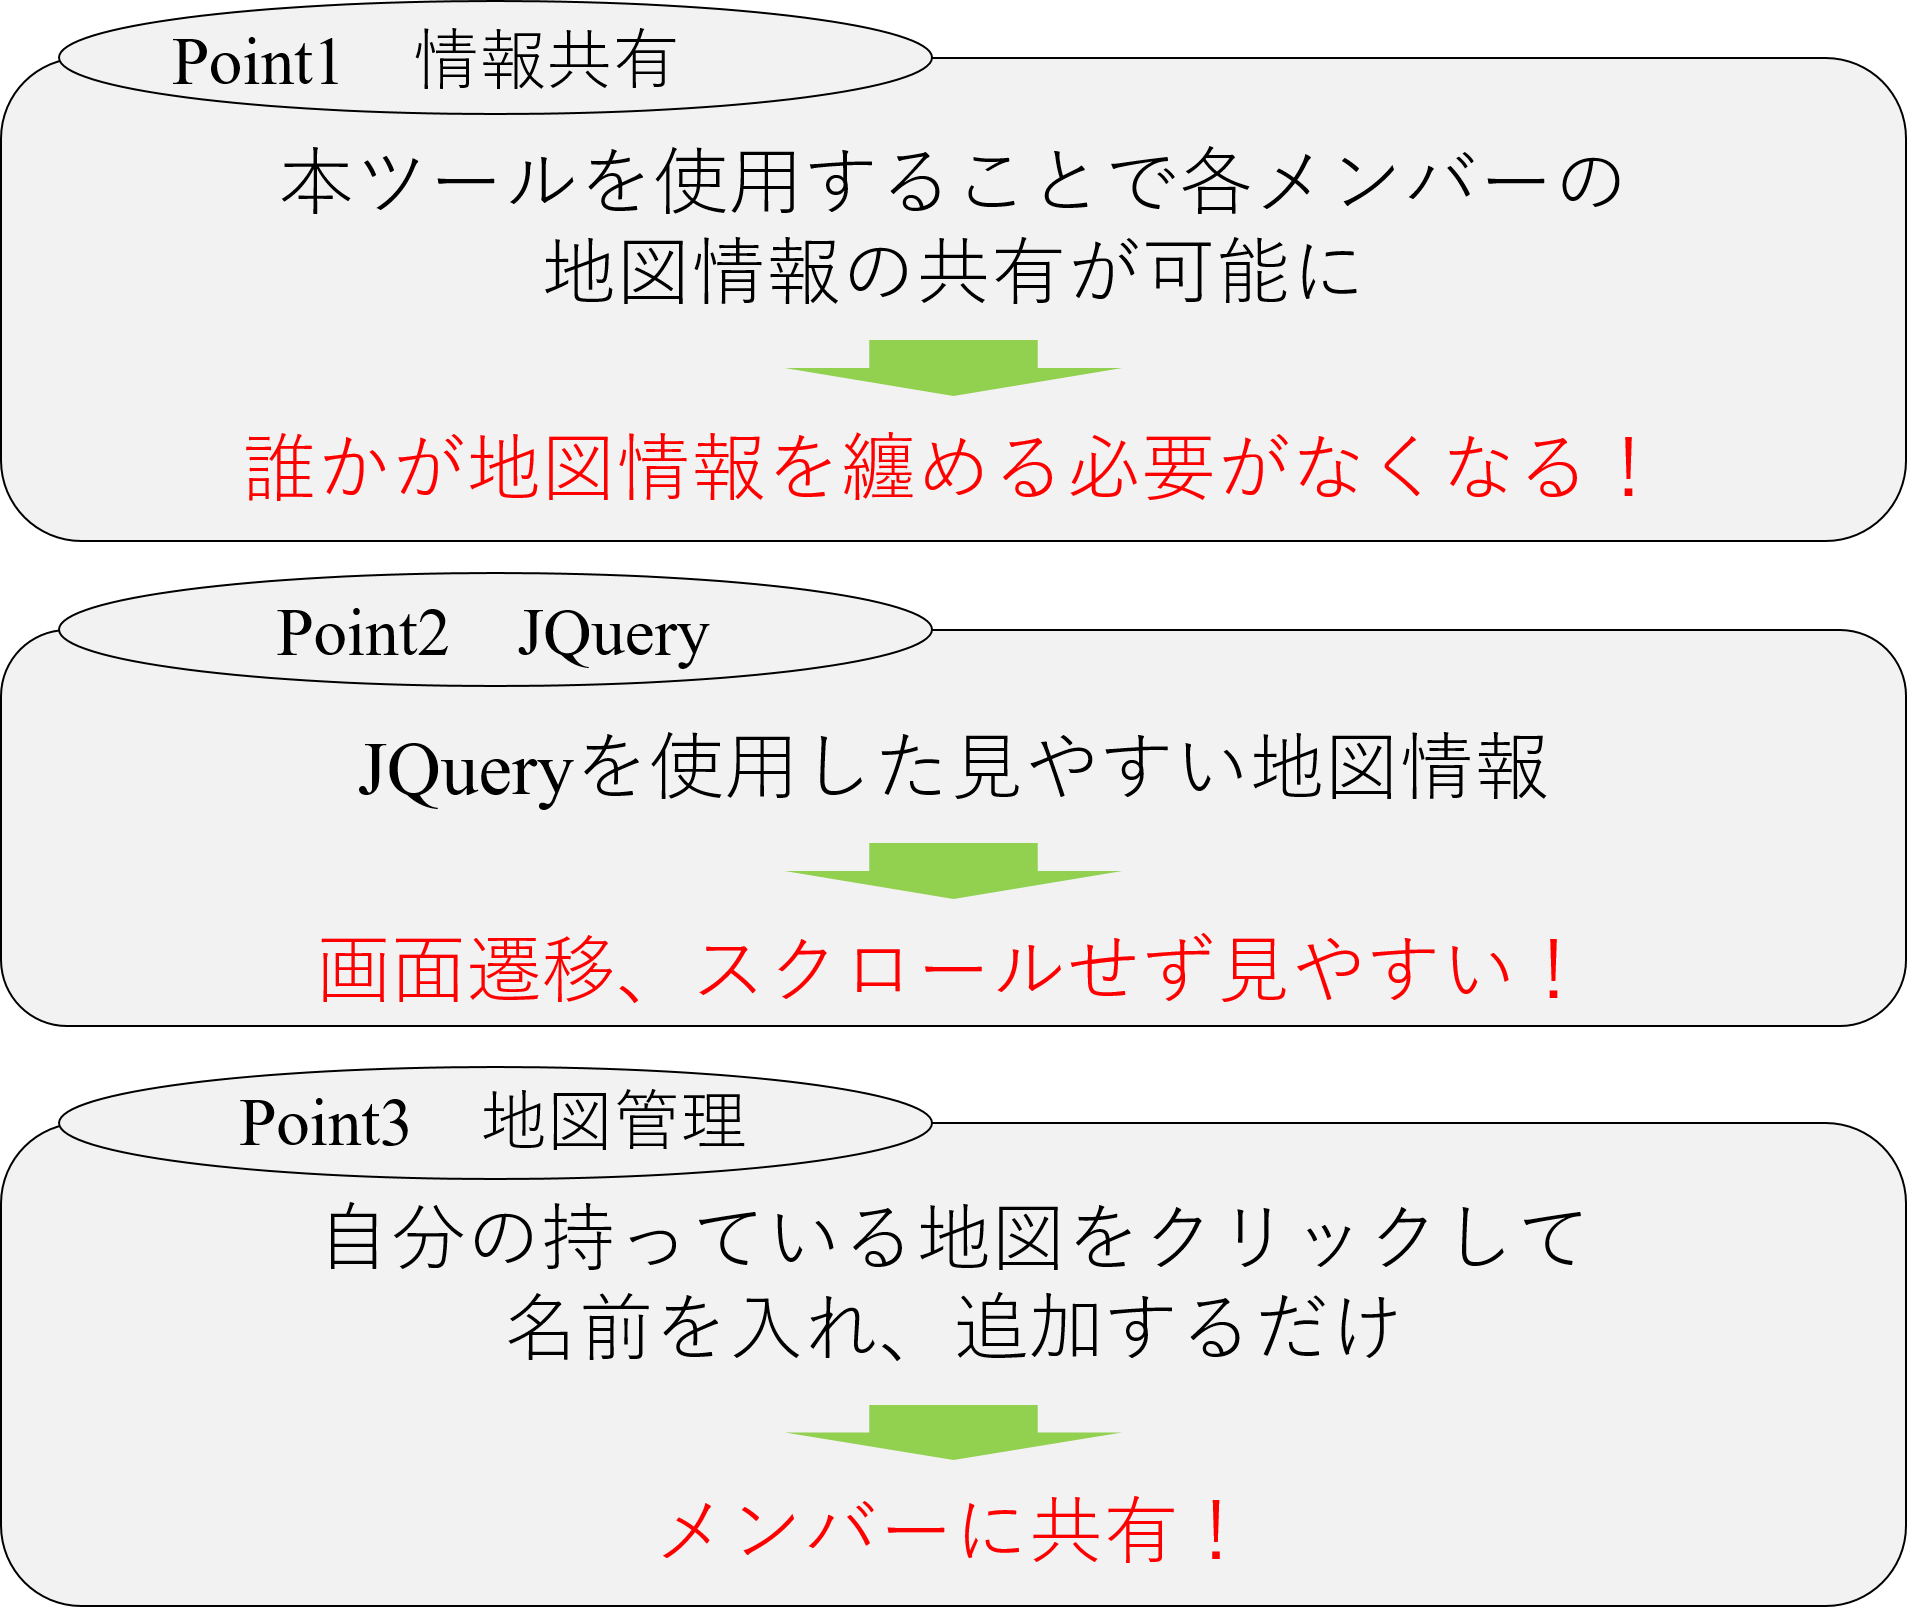 Point1　情報共有
本ツールを使用することで各メンバーの
地図情報の共有が可能に
誰かが地図情報を纏める必要がなくなる！
Point2　JQuery
JQueryを使用した見やすい地図情報
画面遷移、スクロールせず見やすい！
Point3　地図管理
自分の持っている地図をクリックして
名前を入れ、追加するだけ
メンバーに共有！